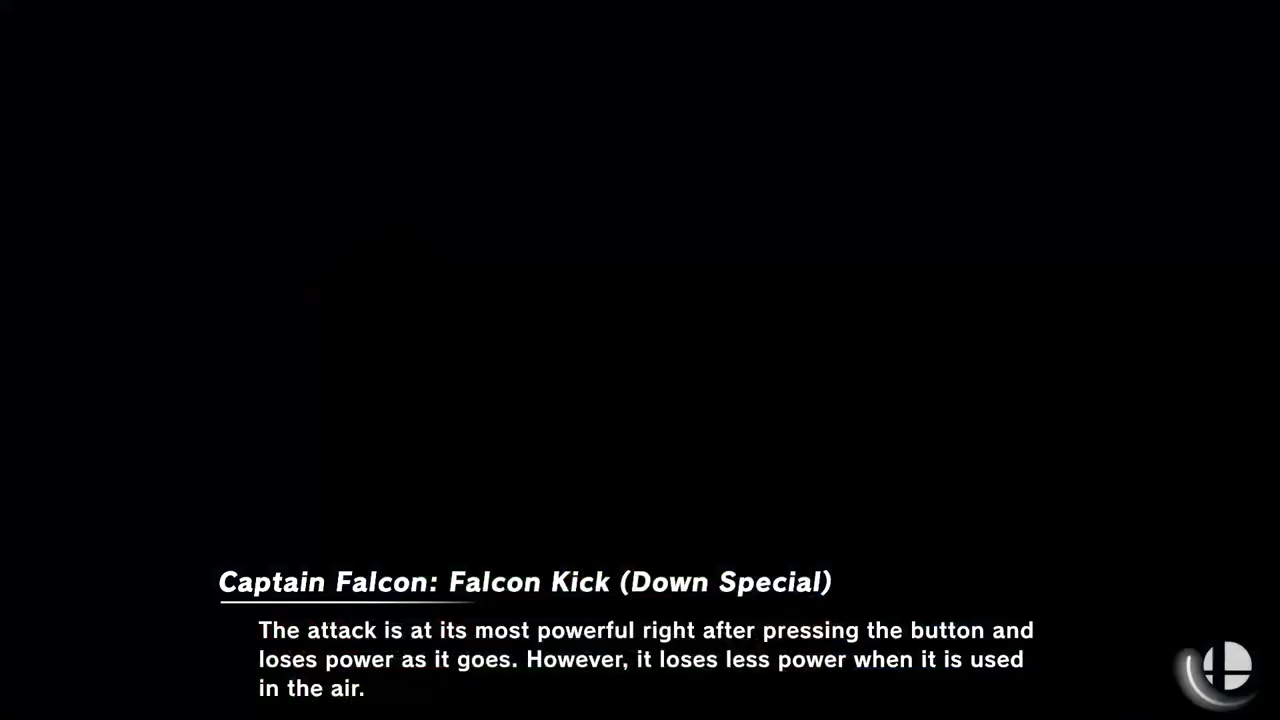 Captain Falcon: Falcon Kick (Down Special)
The attack is at its most powerful right after pressing the button and
loses power as it goes. However, it loses less power when it is used
in the air.